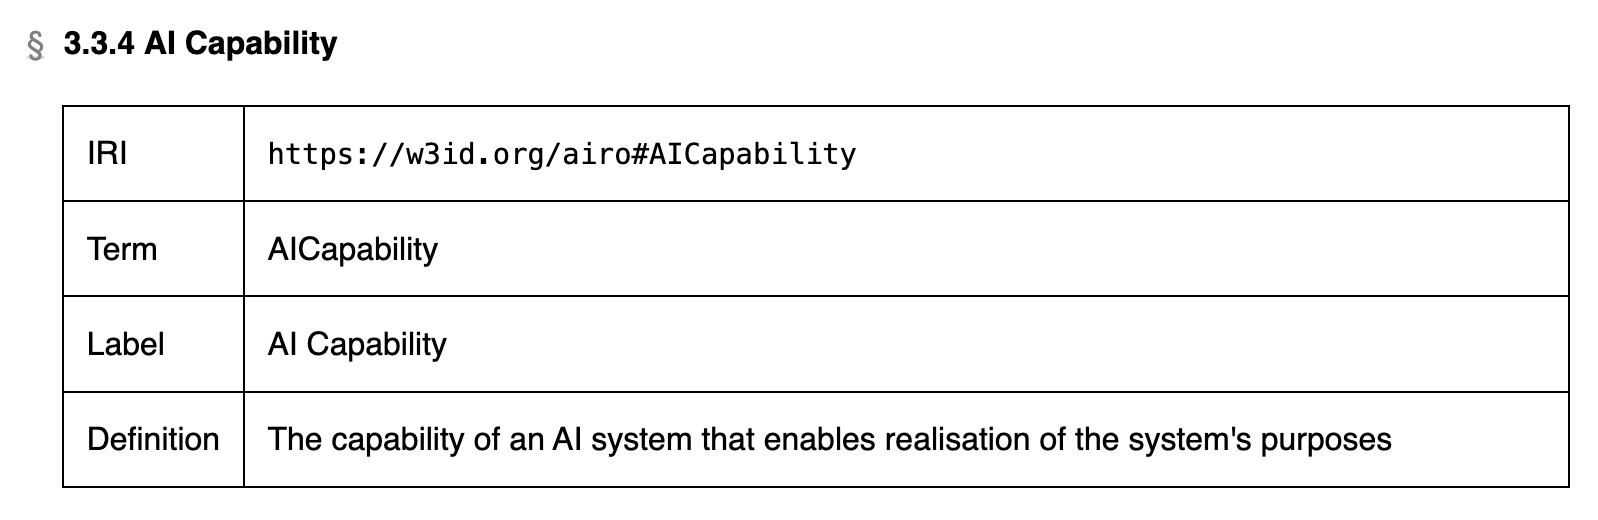 § 3.3.4 AI Capability
IRI https://w3id.org/airo#AICapability
Term AICapability
Label AI Capability
Definition The capability of an AI system that enables realisation of the system's purposes